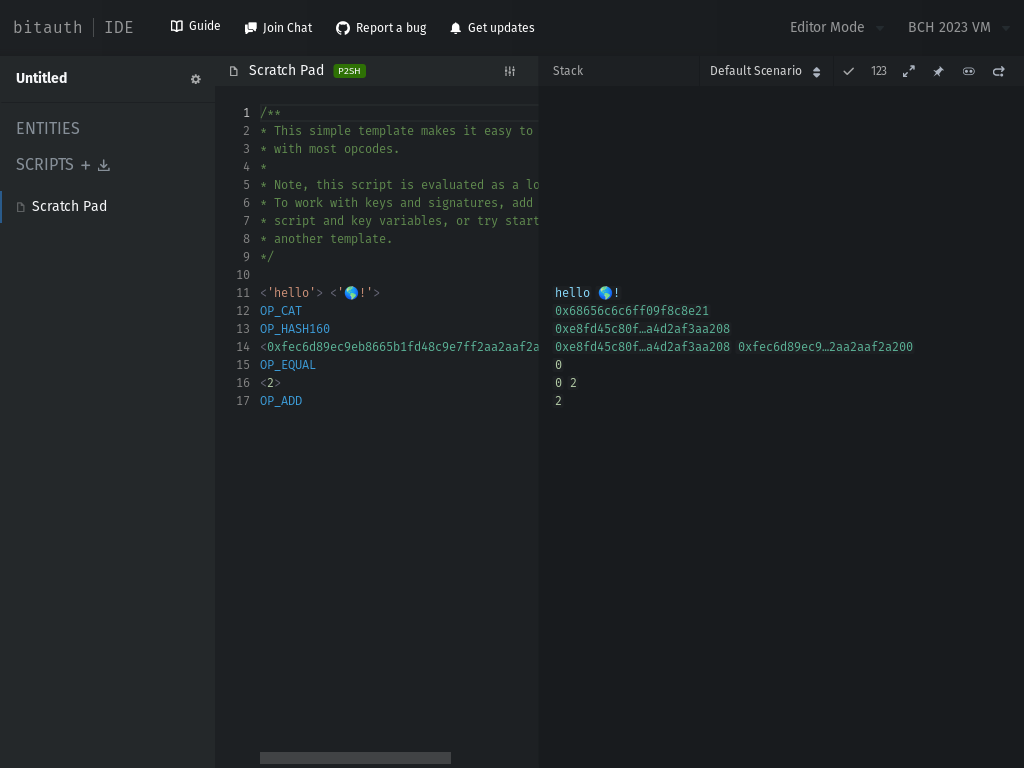 bitauth | IDE
Guide
Join Chat
Report a bug
Get updates
Editor Mode
BCH 2023 VM
Untitled
Scratch Pad P2SH
Stack
Default Scenario
123
ENTITIES
SCRIPTS +
Scratch Pad
1 /**
2 * This simple template makes it easy to
3 * with most opcodes.
4 *
5 * Note, this script is evaluated as a lo
6 * To work with keys and signatures, add
7 * script and key variables, or try start
8 * another template.
9 */
10
11 <'hello'> <'🌎!'>
hello 🌎!
12 OP_CAT
0x68656c6c6ff09f8c8e21
13 OP_HASH160
0xe8fd45c80f…a4d2af3aa208
14 <0xfec6d89ec9eb8665b1fd48c9e7ff2aa2aaf2a
0xe8fd45c80f…a4d2af3aa208 0xfec6d89ec9…2aa2aaf2a200
15 OP_EQUAL
0
16 <2>
0 2
17 OP_ADD
2